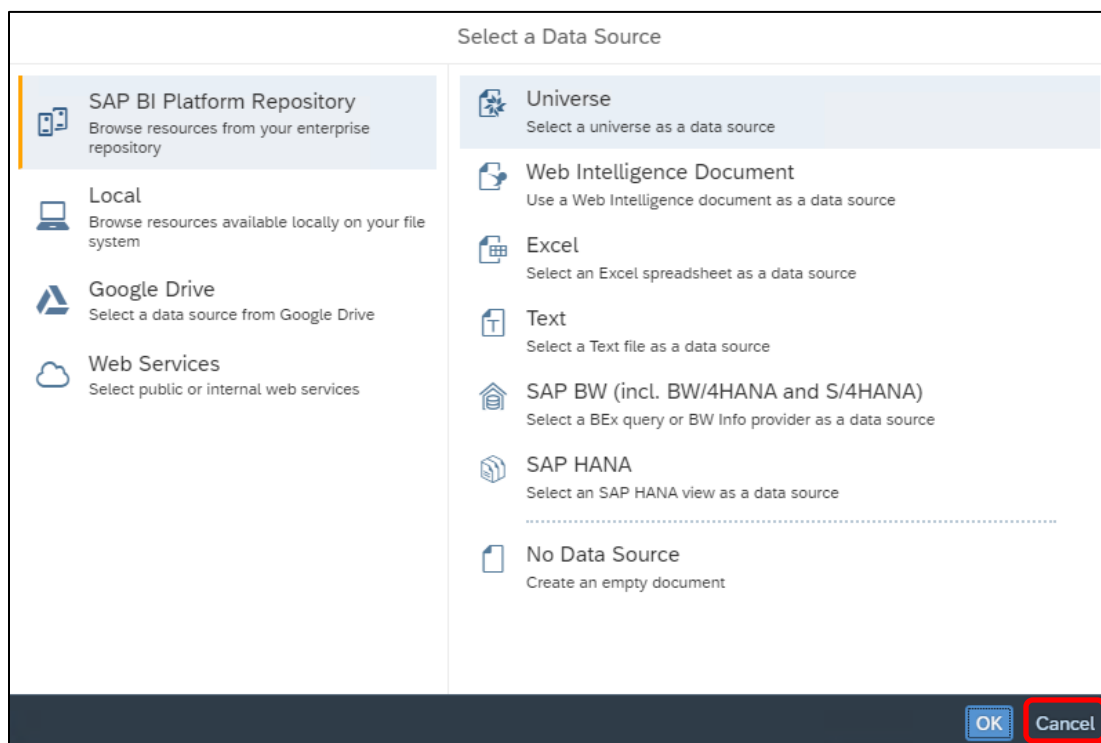 Select a Data Source
SAP BI Platform Repository
Browse resources from your enterprise
repository
Local
Browse resources available locally on your file
system
Google Drive
Select a data source from Google Drive
Web Services
Select public or internal web services
Universe
Select a universe as a data source
Web Intelligence Document
Use a Web Intelligence document as a data source
Excel
Select an Excel spreadsheet as a data source
Text
Select a Text file as a data source
SAP BW (incl. BW/4HANA and S/4HANA)
Select a BEx query or BW Info provider as a data source
SAP HANA
Select an SAP HANA view as a data source
No Data Source
Create an empty document
OK Cancel